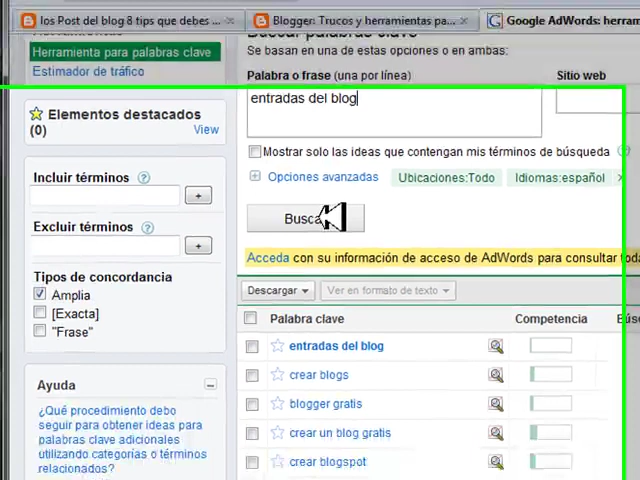 los Post del blog 8 tips que debes ...
Blogger: Trucos y herramientas pa...
Google AdWords: herram
Herramienta para palabras clave
Estimador de tráfico
Buscar palabras clave
Se basan en una de estas opciones o en ambas:
Palabra o frase (una por línea)
Sitio web
entradas del blog
Elementos destacados
(0)
View
Mostrar solo las ideas que contengan mis términos de búsqueda
Opciones avanzadas
Ubicaciones:Todo
Idiomas:español
Incluir términos
Excluir términos
Buscar
Acceda con su información de acceso de AdWords para consultar toda
Tipos de concordancia
Amplia
[Exacta]
"Frase"
Descargar
Ver en formato de texto
Palabra clave
Competencia
Bús
entradas del blog
crear blogs
blogger gratis
crear un blog gratis
crear blogspot
Ayuda
¿Qué procedimiento debo
seguir para obtener ideas para
palabras clave adicionales
utilizando categorías o términos
relacionados?